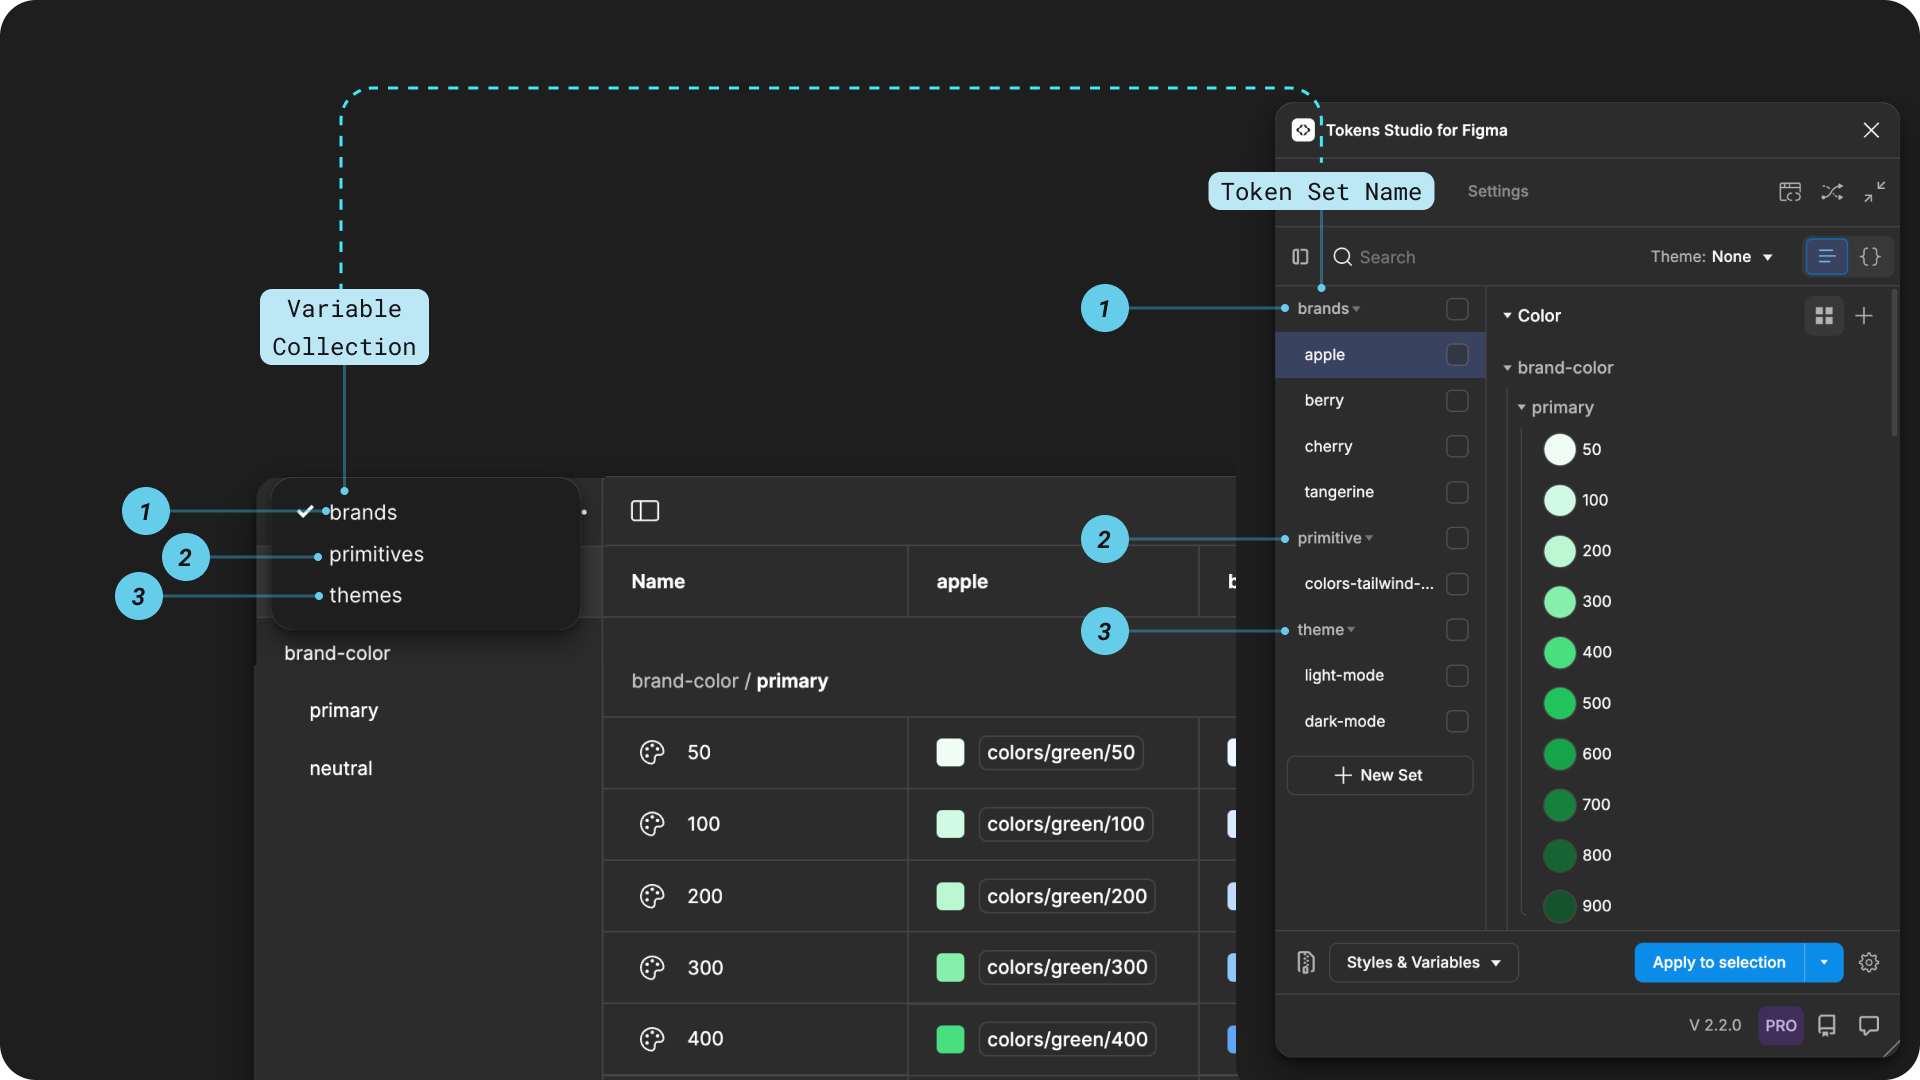 Variable
Collection
1
brands
2
primitives
3
themes
brand-color
primary
neutral
Name
apple
brand-color / primary
50
colors/green/50
100
colors/green/100
200
colors/green/200
300
colors/green/300
400
colors/green/400
Tokens Studio for Figma
Token Set Name
Settings
Search
Theme: None
1
brands
apple
berry
cherry
tangerine
2
primitive
colors-tailwind-...
3
theme
light-mode
dark-mode
New Set
Color
brand-color
primary
50
100
200
300
400
500
600
700
800
900
Styles & Variables
Apply to selection
V 2.2.0
PRO